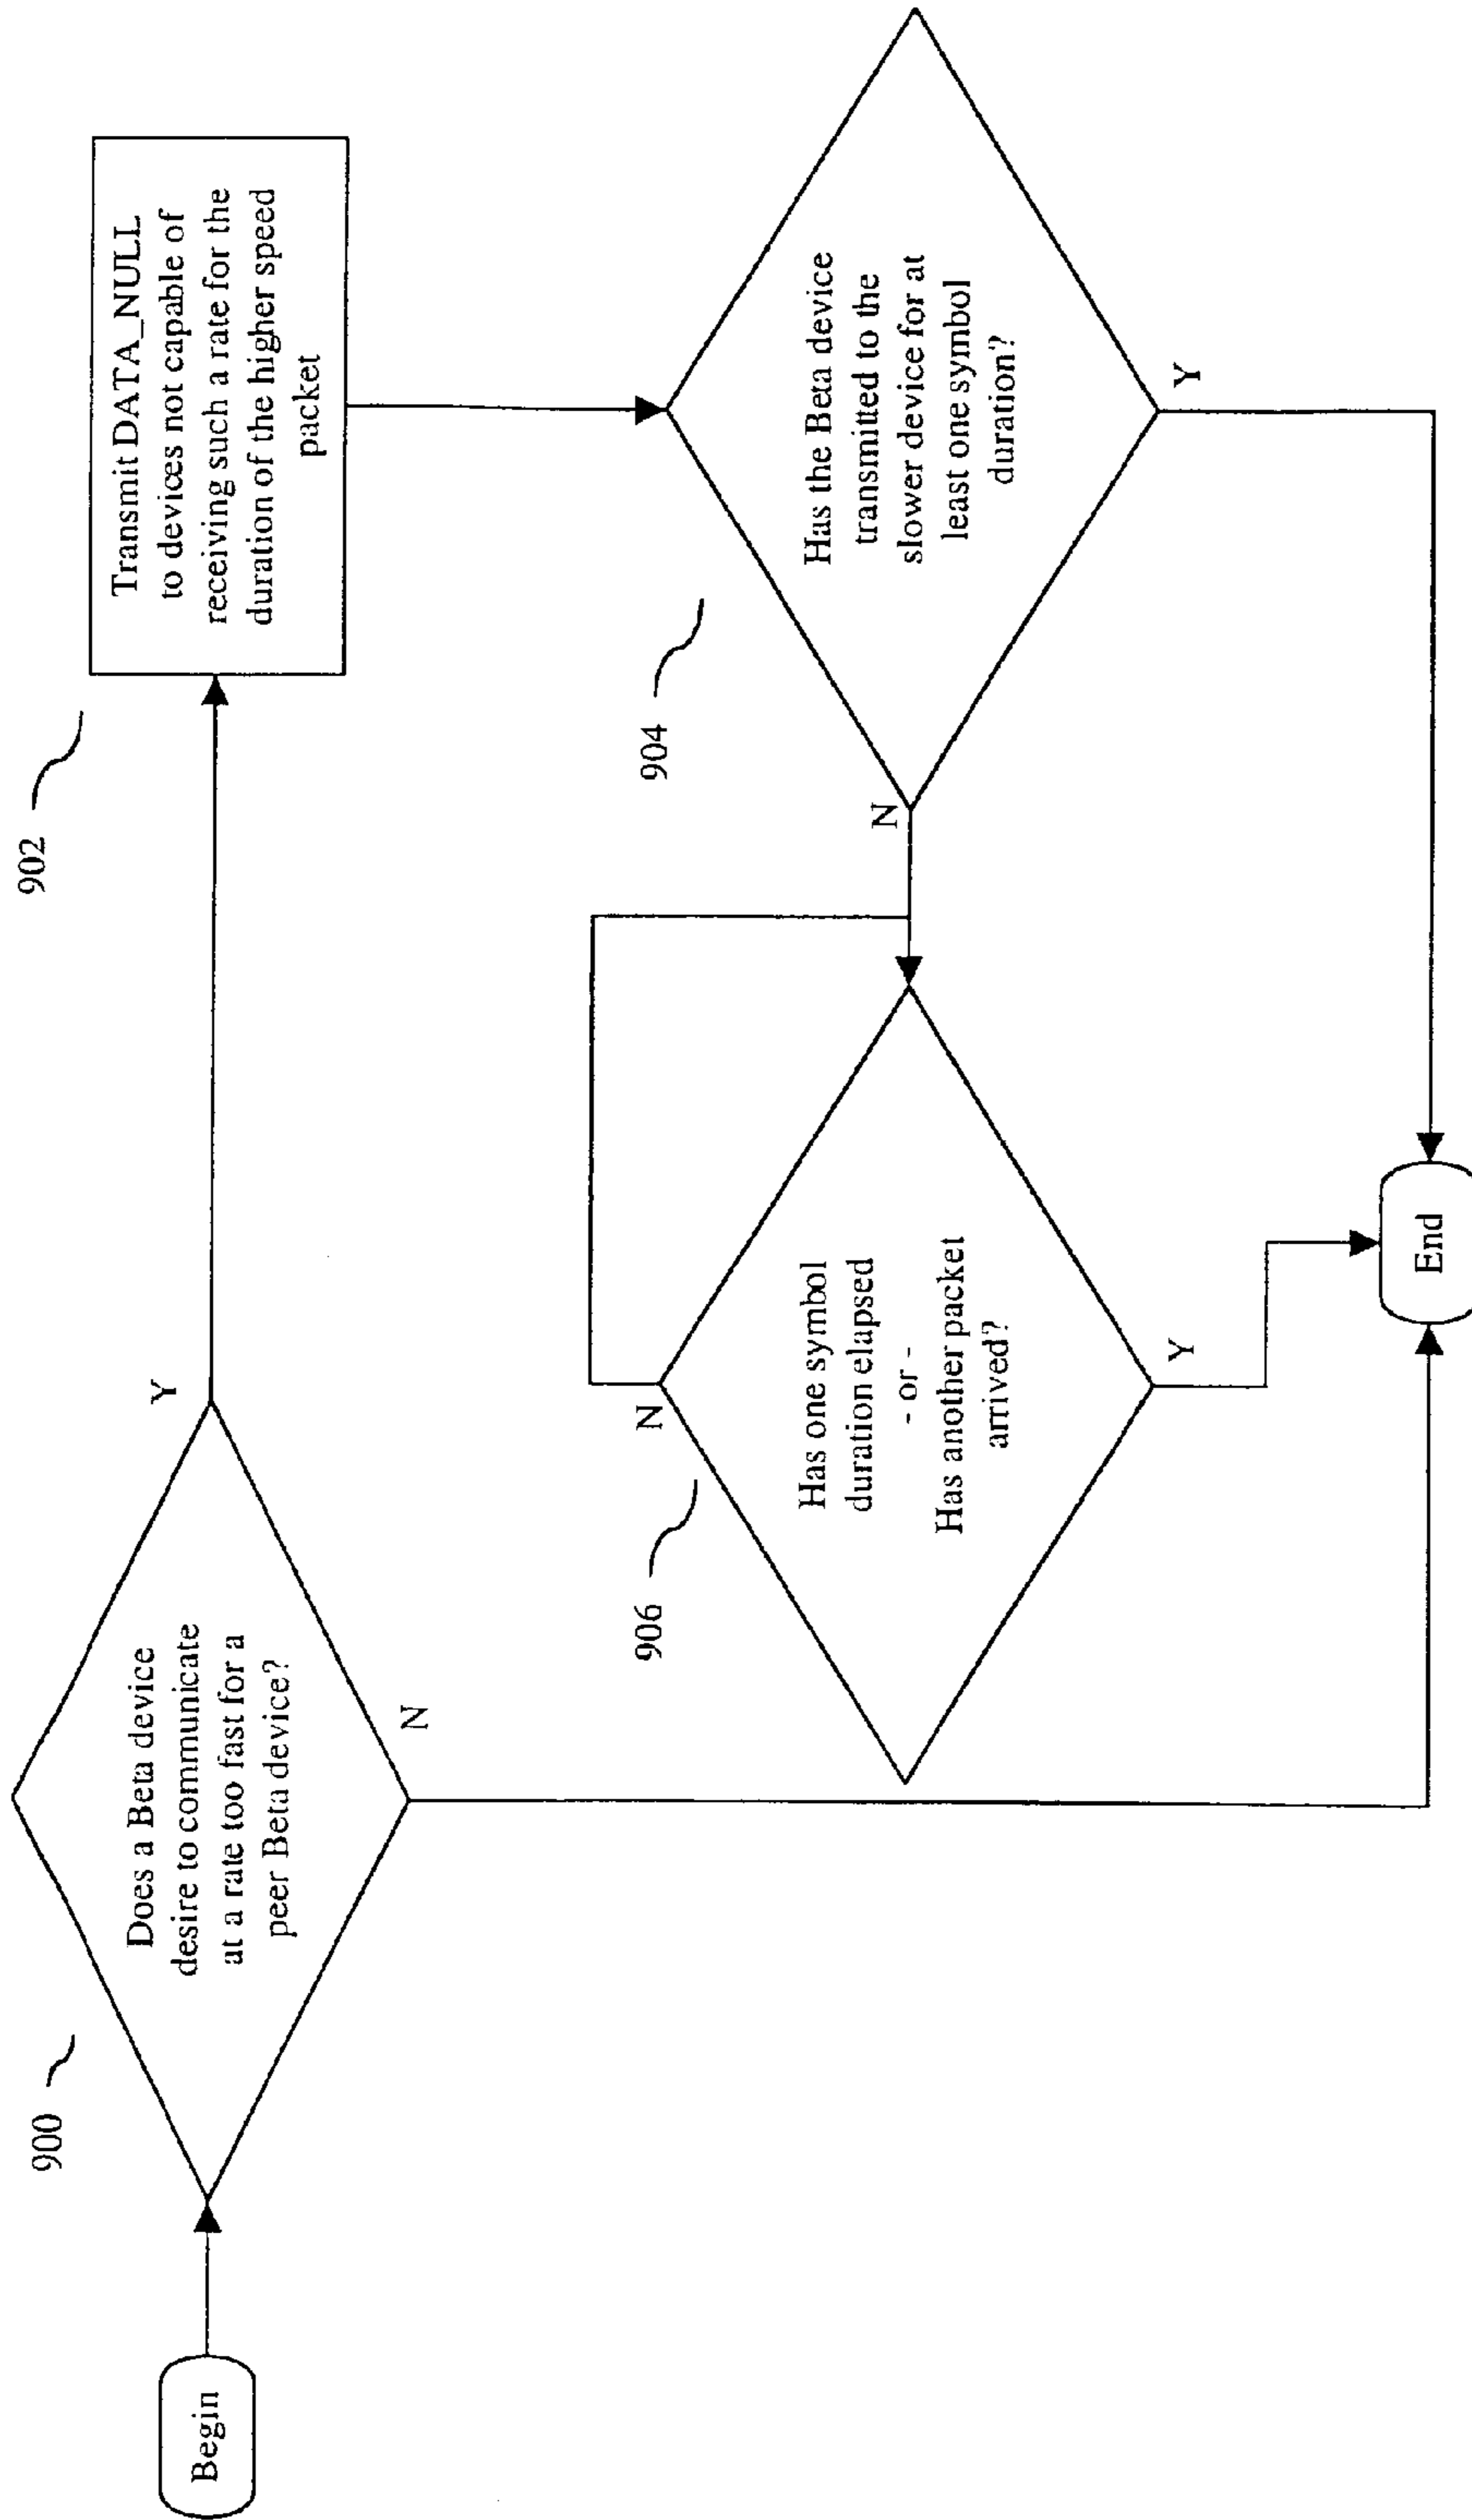 Begin
900
Does a Beta device
desire to communicate
at a rate too fast for a
peer Beta device?
Y
N
902
Transmit DATA_NULL
to devices not capable of
receiving such a rate for the
duration of the higher speed
packet
904
Has the Beta device
transmitted to the
slower device for at
least one symbol
duration?
N
Y
906
Has one symbol
duration elapsed
- or -
Has another packet
arrived?
N
Y
End